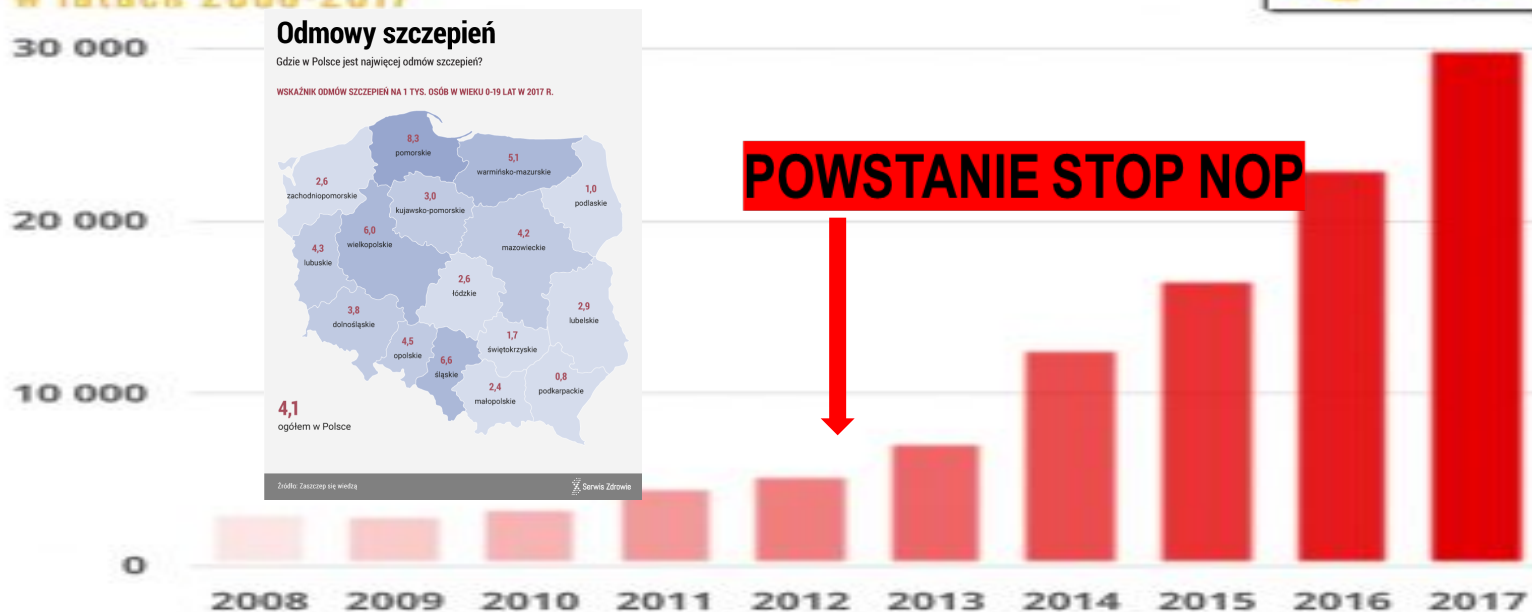 w latach 2008-2017
30 000
20 000
10 000
0
Odmowy szczepień
Gdzie w Polsce jest najwięcej odmów szczepień?
WSKAŹNIK ODMÓW SZCZEPIEŃ NA 1 TYS. OSÓB W WIEKU 0-19 LAT W 2017 R.
8,3
pomorskie
5,1
warmińsko-mazurskie
2,6
zachodniopomorskie
3,0
kujawsko-pomorskie
1,0
podlaskie
6,0
wielkopolskie
4,2
mazowieckie
4,3
lubuskie
2,6
łódzkie
3,8
dolnośląskie
2,9
lubelskie
4,5
opolskie
6,6
śląskie
1,7
świętokrzyskie
2,4
małopolskie
0,8
podkarpackie
4,1
ogółem w Polsce
Źródło: Zaszczep się wiedzą
Serwis Zdrowie
POWSTANIE STOP NOP
2008 2009 2010 2011 2012 2013 2014 2015 2016 2017